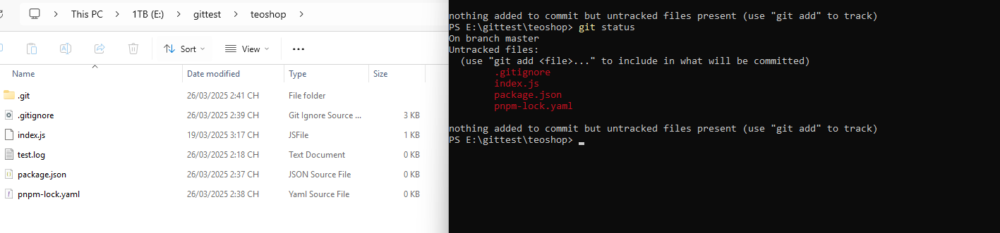 This PC > 1TB (E:) > gittest > teoshop >
Sort View ...
Name Date modified Type Size
.git 26/03/2025 2:41 CH File folder
.gitignore 26/03/2025 2:39 CH Git Ignore Source ... 3 KB
index.js 19/03/2025 3:17 CH JSFile 1 KB
test.log 26/03/2025 2:18 CH Text Document 0 KB
package.json 26/03/2025 2:37 CH JSON Source File 0 KB
pnpm-lock.yaml 26/03/2025 2:38 CH Yaml Source File 0 KB
nothing added to commit but untracked files present (use "git add" to track)
PS E:\gittest\teoshop> git status
On branch master
Untracked files:
(use "git add <file>..." to include in what will be committed)
.gitignore
index.js
package.json
pnpm-lock.yaml
nothing added to commit but untracked files present (use "git add" to track)
PS E:\gittest\teoshop>